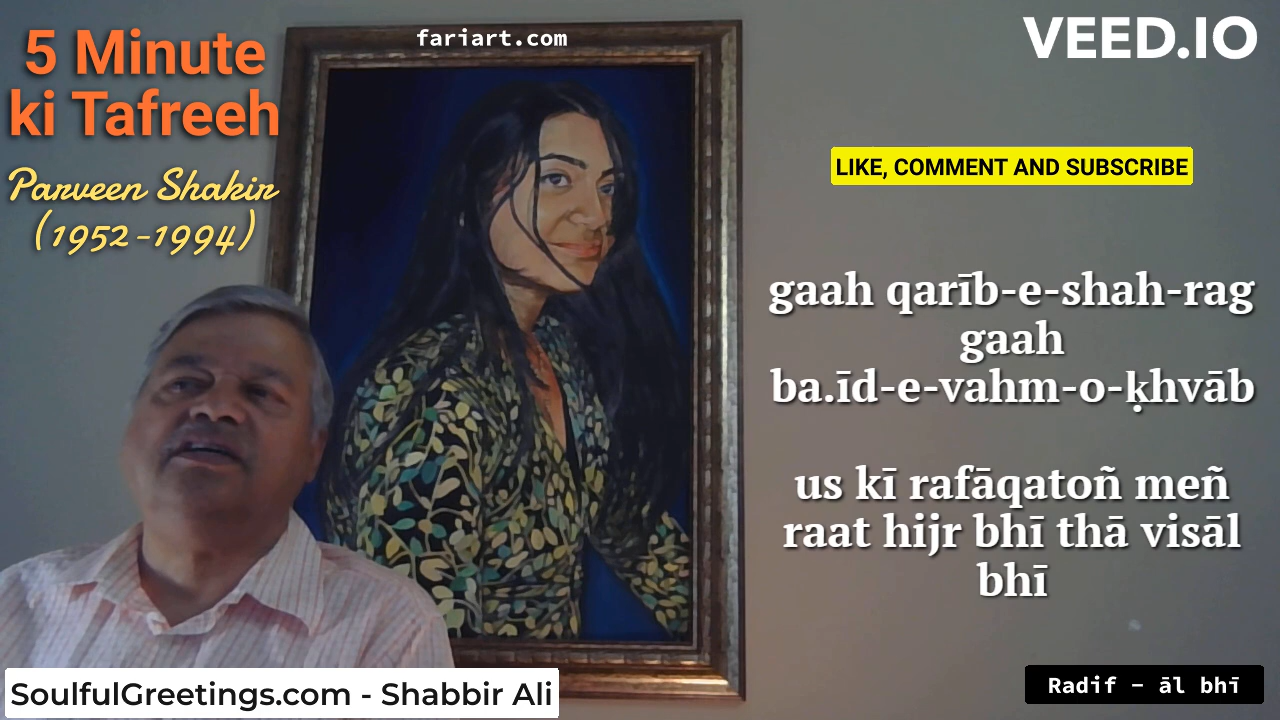 5 Minute
ki Tafreeh
Parveen Shakir
(1952-1994)
fariart.com
VEED.IO
LIKE, COMMENT AND SUBSCRIBE
gaah qarīb-e-shah-rag
gaah
ba.īd-e-vahm-o-ḳhvāb
us kī rafāqatoñ meñ
raat hijr bhī thā visāl
bhī
SoulfulGreetings.com - Shabbir Ali
Radif - āl bhī